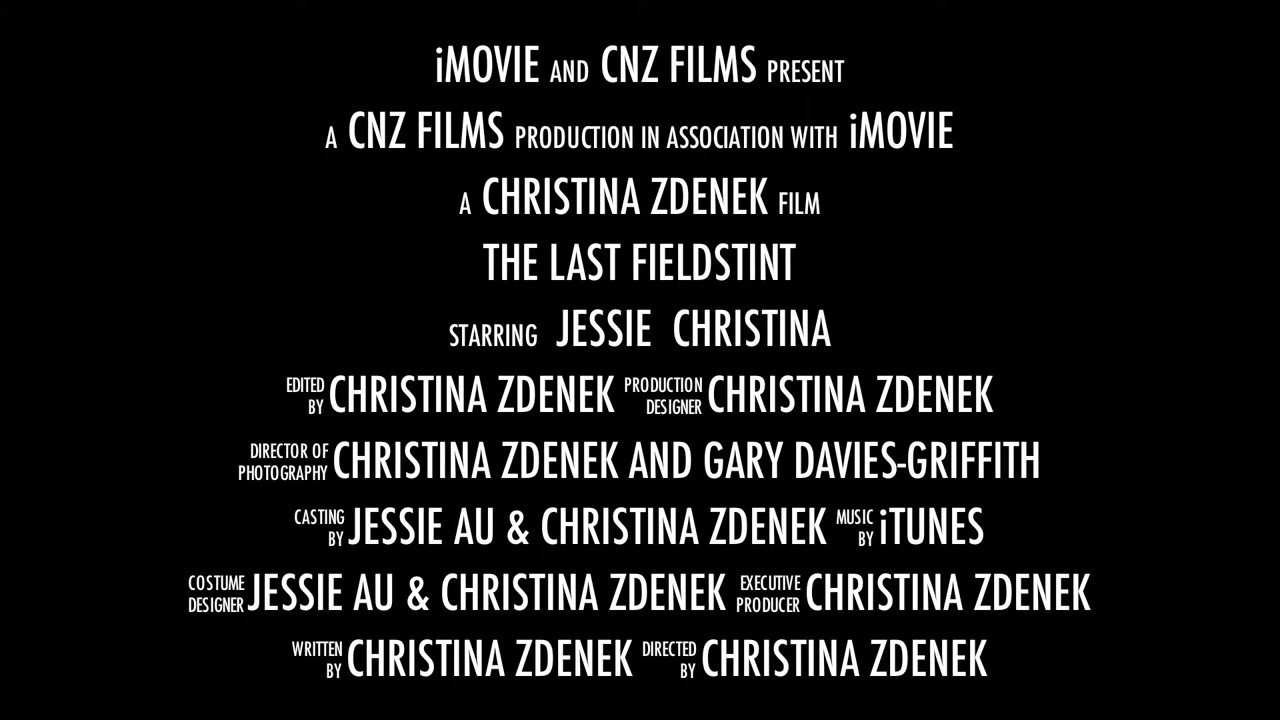 iMOVIE AND CNZ FILMS PRESENT
A CNZ FILMS PRODUCTION IN ASSOCIATION WITH iMOVIE
A CHRISTINA ZDENEK FILM
THE LAST FIELDSTINT
STARRING JESSIE CHRISTINA
EDITED BY CHRISTINA ZDENEK PRODUCTION DESIGNER CHRISTINA ZDENEK
DIRECTOR OF PHOTOGRAPHY CHRISTINA ZDENEK AND GARY DAVIES-GRIFFITH
CASTING BY JESSIE AU & CHRISTINA ZDENEK MUSIC BY iTUNES
COSTUME DESIGNER JESSIE AU & CHRISTINA ZDENEK EXECUTIVE PRODUCER CHRISTINA ZDENEK
WRITTEN BY CHRISTINA ZDENEK DIRECTED BY CHRISTINA ZDENEK